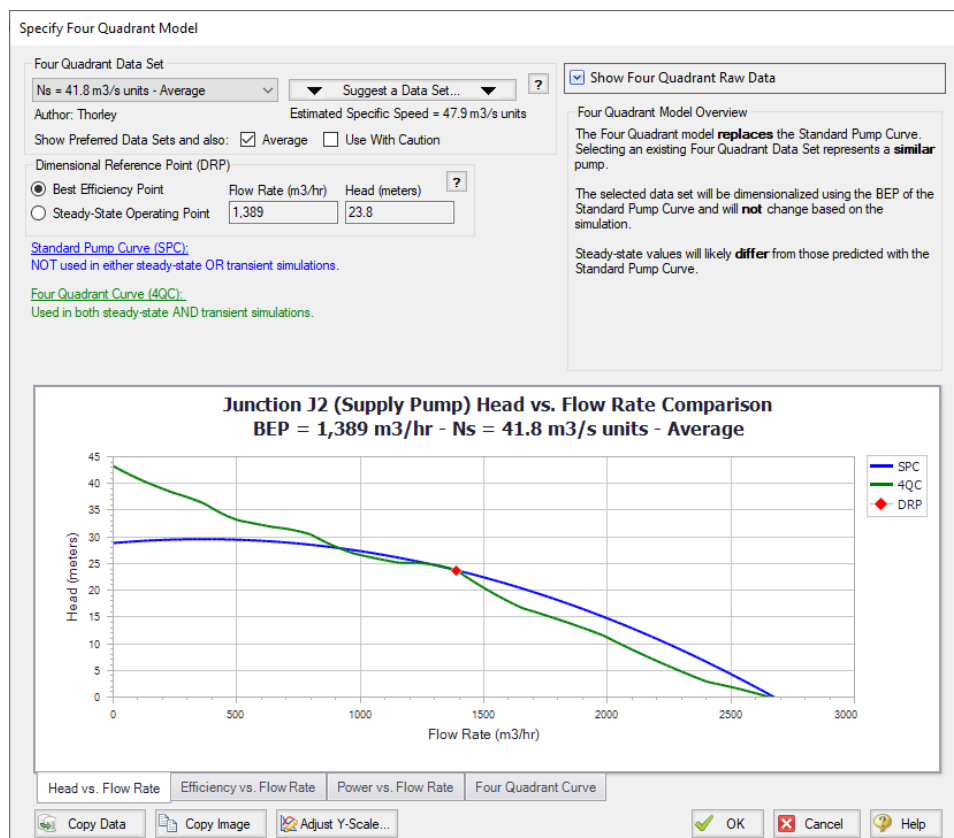 Specify Four Quadrant Model
Four Quadrant Data Set
Ns = 41.8 m3/s units - Average
Suggest a Data Set...
?
Author: Thorley
Estimated Specific Speed = 47.9 m3/s units
Show Preferred Data Sets and also:
Average
Use With Caution
Dimensional Reference Point (DRP)
Best Efficiency Point
Flow Rate (m3/hr)
Head (meters)
?
Steady-State Operating Point
1,389
23.8
Standard Pump Curve (SPC):
NOT used in either steady-state OR transient simulations.
Four Quadrant Curve (4QC):
Used in both steady-state AND transient simulations.
Show Four Quadrant Raw Data
Four Quadrant Model Overview
The Four Quadrant model replaces the Standard Pump Curve.
Selecting an existing Four Quadrant Data Set represents a similar
pump.
The selected data set will be dimensionalized using the BEP of the
Standard Pump Curve and will not change based on the
simulation.
Steady-state values will likely differ from those predicted with the
Standard Pump Curve.
Junction J2 (Supply Pump) Head vs. Flow Rate Comparison
BEP = 1,389 m3/hr - Ns = 41.8 m3/s units - Average
45
40
35
30
25
20
15
10
5
0
Head (meters)
0
500
1000
1500
2000
2500
3000
Flow Rate (m3/hr)
SPC
4QC
DRP
Head vs. Flow Rate
Efficiency vs. Flow Rate
Power vs. Flow Rate
Four Quadrant Curve
Copy Data
Copy Image
Adjust Y-Scale...
OK
Cancel
Help